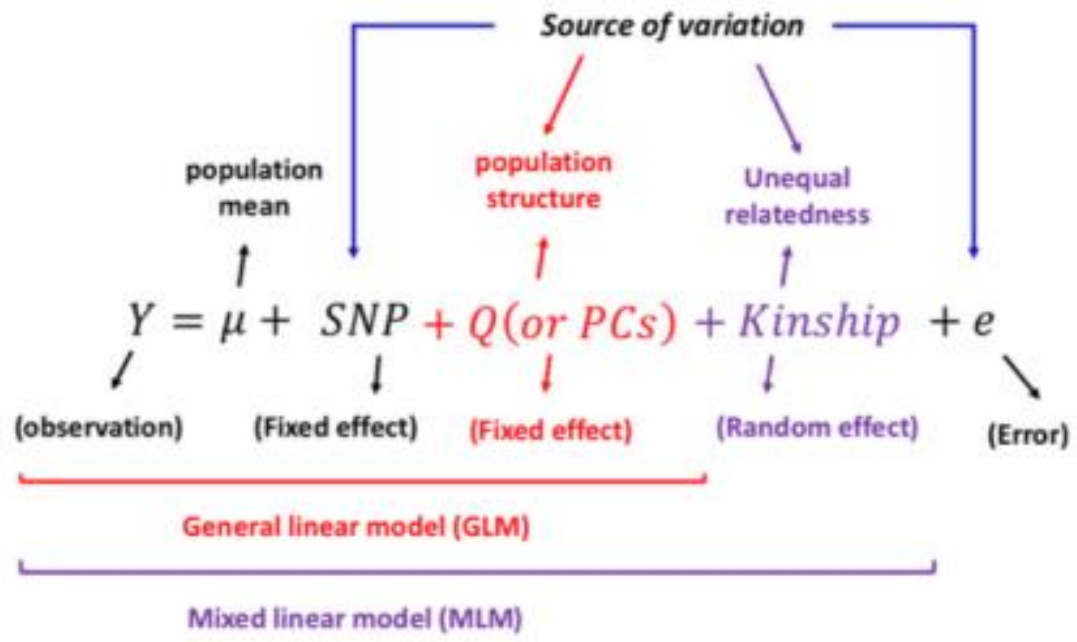 Source of variation
population
mean
population
structure
Unequal
relatedness
Y = μ + SNP + Q(or PCs) + Kinship + e
(observation) (Fixed effect) (Fixed effect) (Random effect) (Error)
General linear model (GLM)
Mixed linear model (MLM)